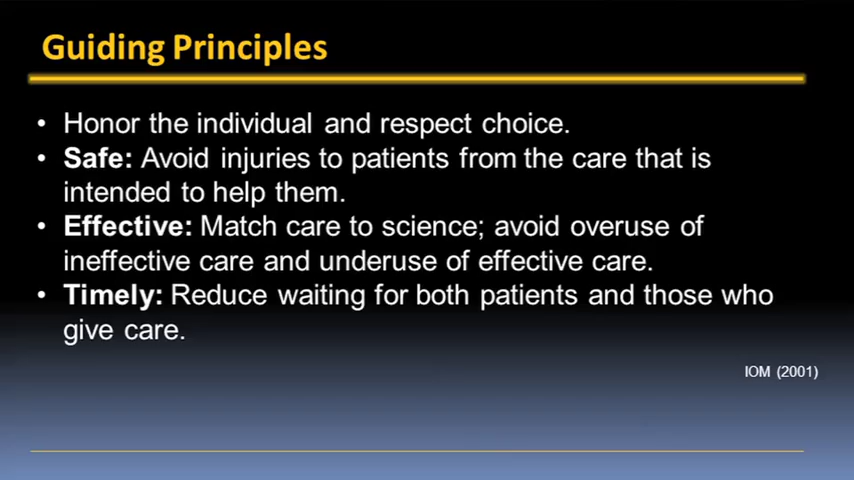 Guiding Principles
• Honor the individual and respect choice.
• Safe: Avoid injuries to patients from the care that is
intended to help them.
• Effective: Match care to science; avoid overuse of
ineffective care and underuse of effective care.
• Timely: Reduce waiting for both patients and those who
give care.
IOM (2001)